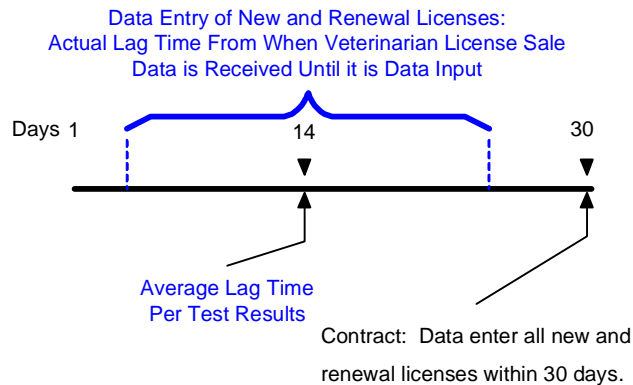 Data Entry of New and Renewal Licenses:
Actual Lag Time From When Veterinarian License Sale
Data is Received Until it is Data Input
Days 1 14 30
Average Lag Time
Per Test Results
Contract: Data enter all new and
renewal licenses within 30 days.